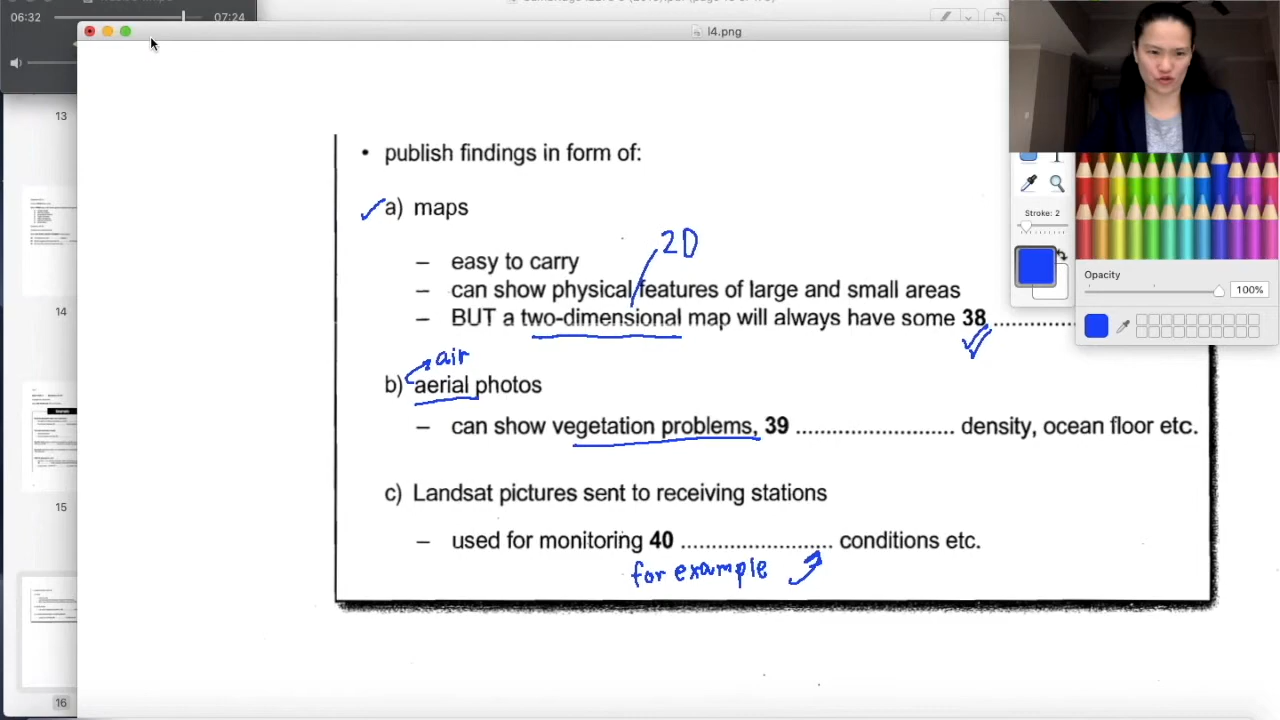 06:32
07:24
l4.png
13
14
15
16
• publish findings in form of:
a) maps
2D
– easy to carry
– can show physical features of large and small areas
– BUT a two-dimensional map will always have some 38 ............
air
b) aerial photos
– can show vegetation problems, 39 ........................ density, ocean floor etc.
c) Landsat pictures sent to receiving stations
– used for monitoring 40 ....................... conditions etc.
for example
Stroke: 2
Opacity
100%